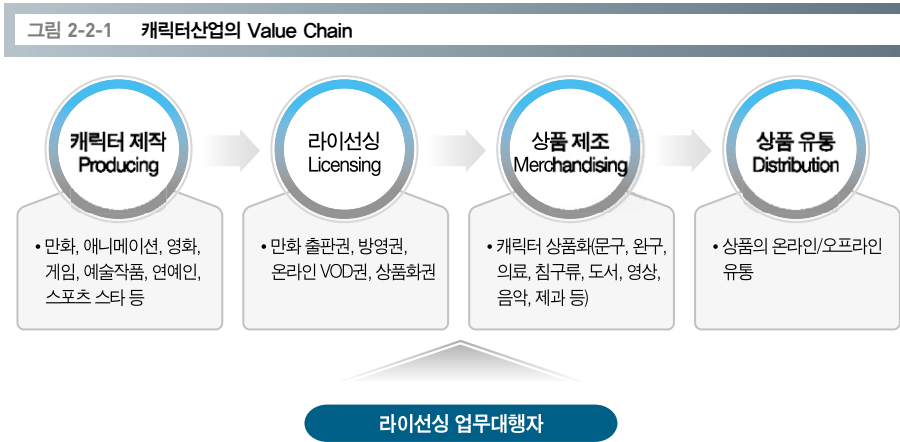 그림 2-2-1 캐릭터산업의 Value Chain
캐릭터 제작
Producing
라이선싱
Licensing
상품 제조
Merchandising
상품 유통
Distribution
• 만화, 애니메이션, 영화,
게임, 예술작품, 연예인,
스포츠 스타 등
• 만화 출판권, 방영권,
온라인 VOD권, 상품화권
• 캐릭터 상품화(문구, 완구,
의료, 침구류, 도서, 영상,
음악, 제과 등)
• 상품의 온라인/오프라인
유통
라이선싱 업무대행자